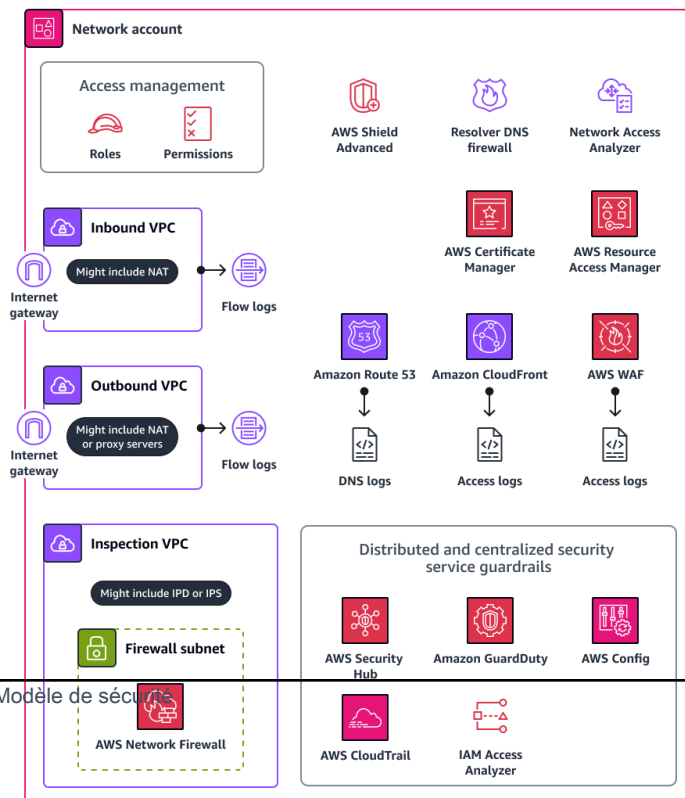 Network account
Access management
Roles
Permissions
AWS Shield
Advanced
Resolver DNS
firewall
Network Access
Analyzer
Inbound VPC
Might include NAT
Internet
gateway
Flow logs
AWS Certificate
Manager
AWS Resource
Access Manager
Outbound VPC
Might include NAT
or proxy servers
Internet
gateway
Flow logs
53
Amazon Route 53
Amazon CloudFront
AWS WAF
DNS logs
Access logs
Access logs
Inspection VPC
Might include IPD or IPS
Firewall subnet
AWS Network Firewall
Distributed and centralized security
service guardrails
AWS Security
Hub
Amazon GuardDuty
AWS Config
AWS CloudTrail
IAM Access
Analyzer
Modèle de sécurité